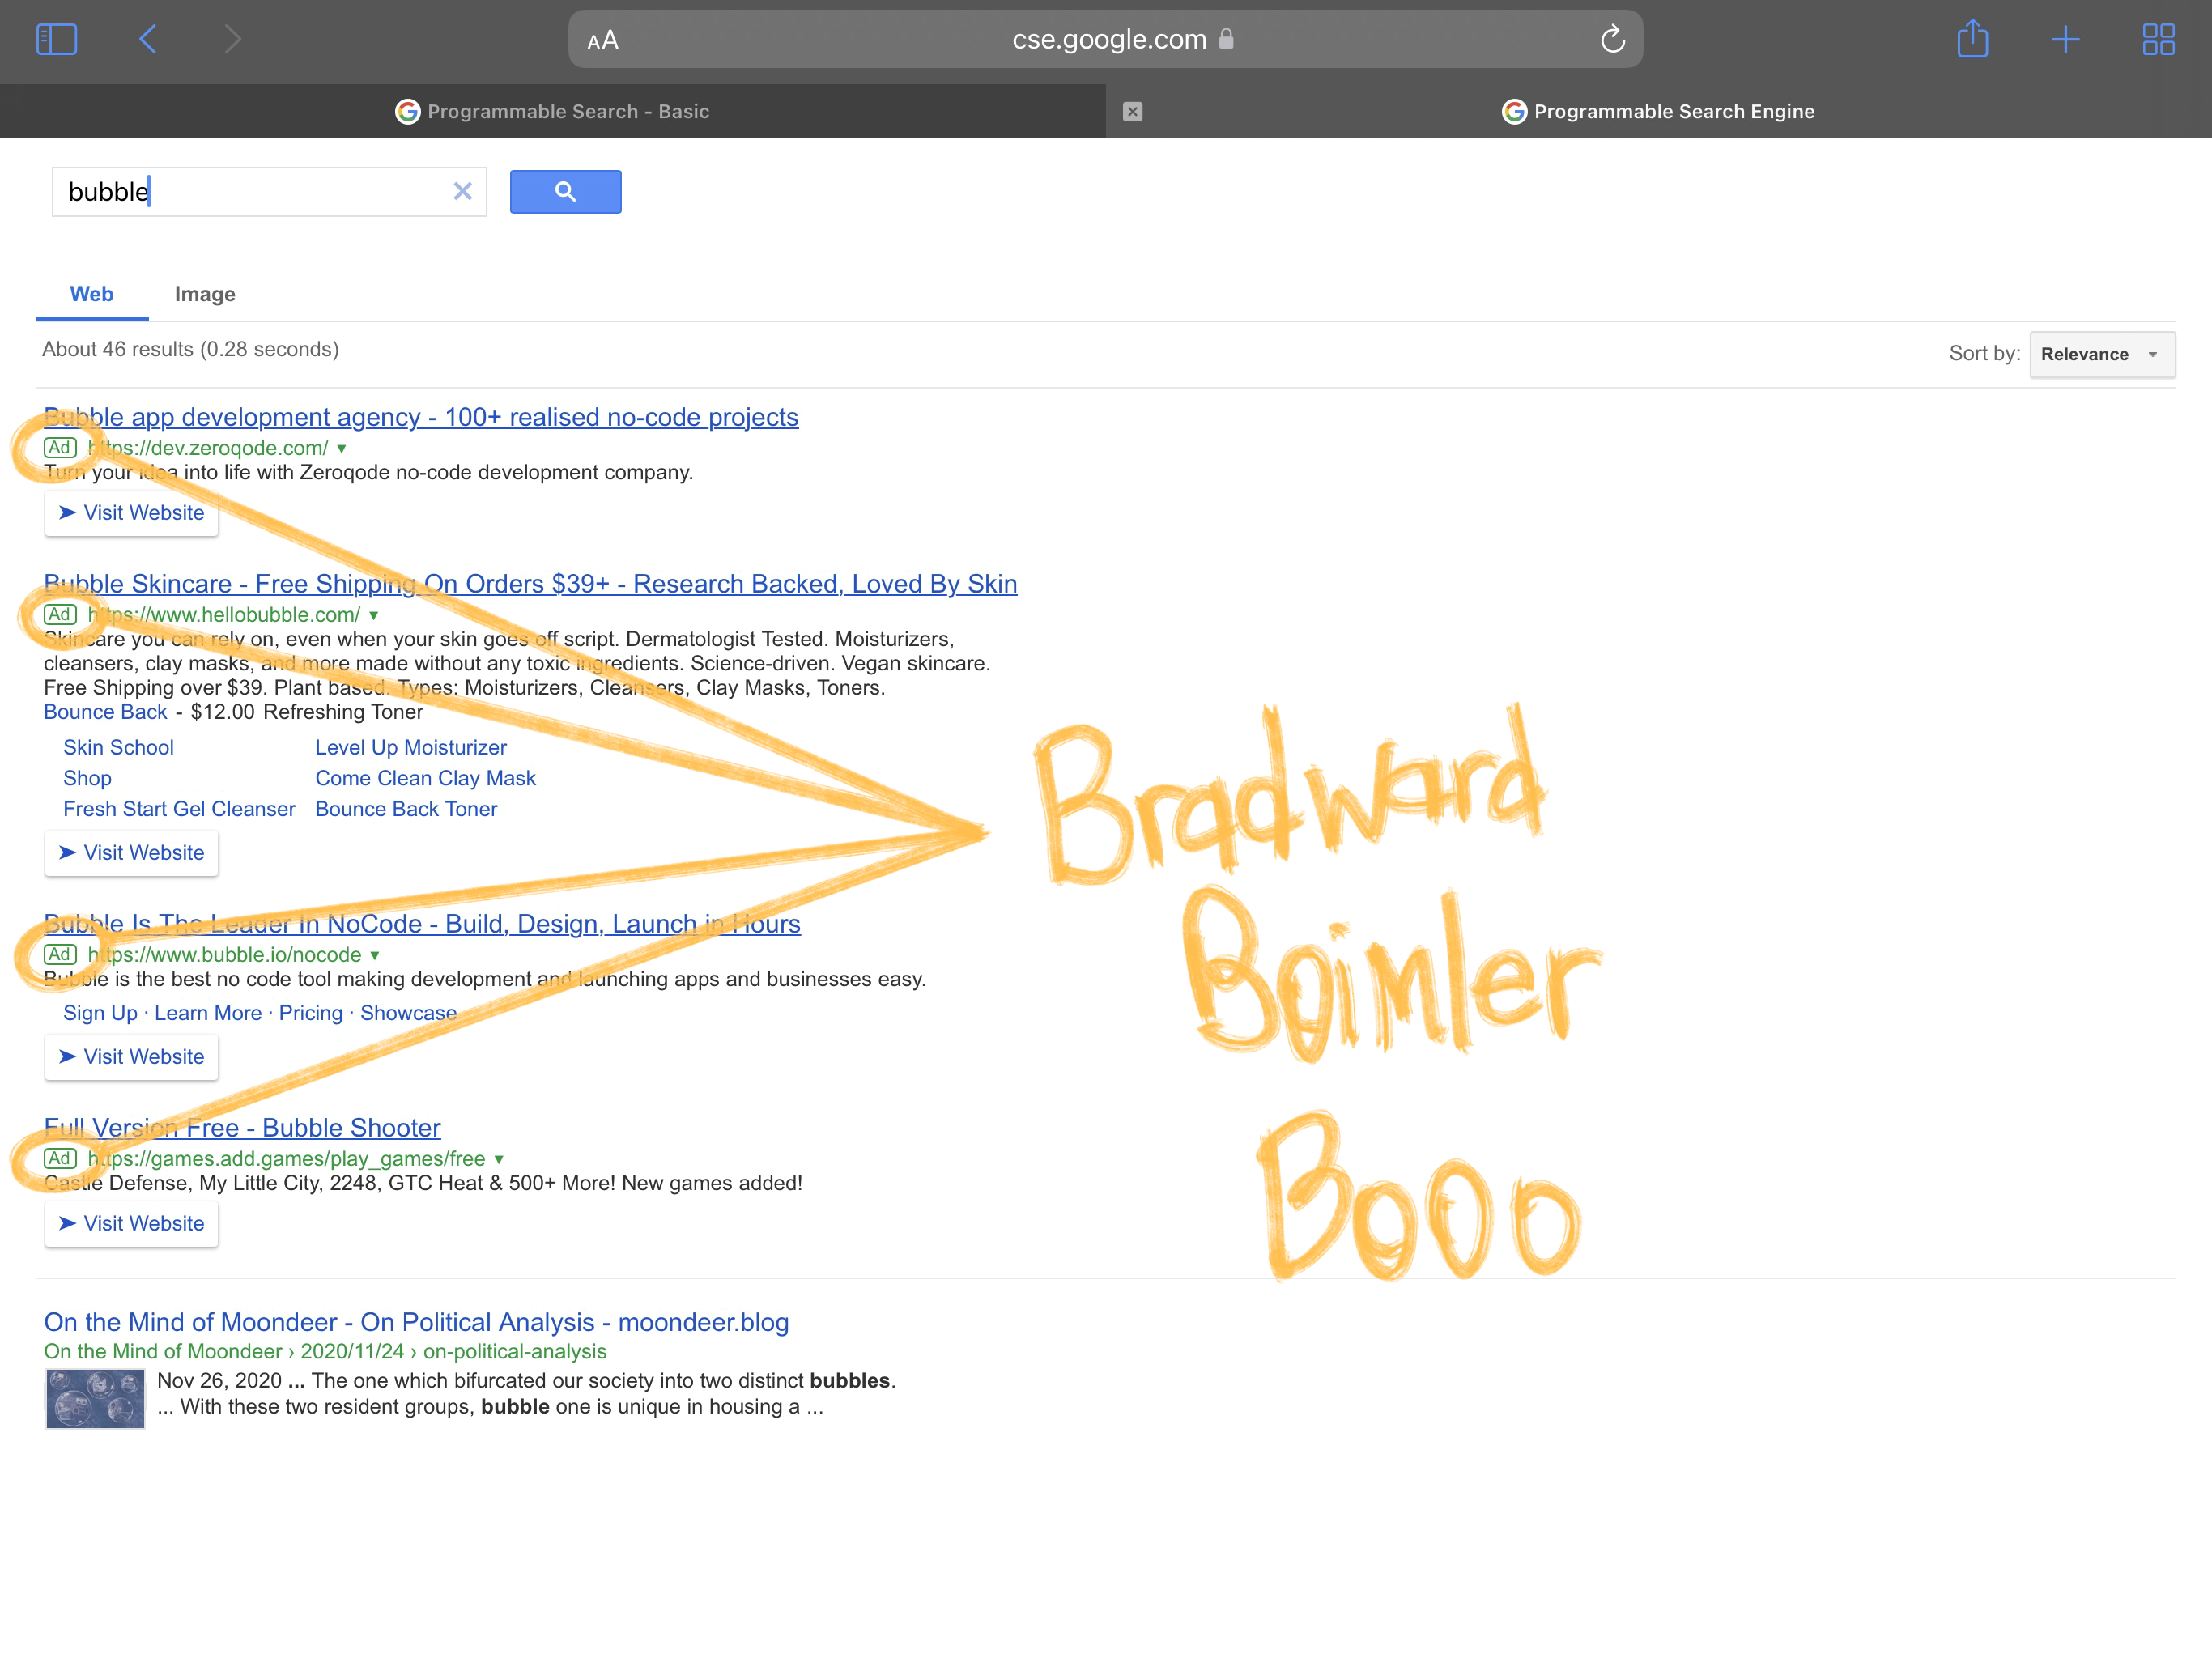 AA cse.google.com
Programmable Search - Basic
Programmable Search Engine
bubble
Web Image
About 46 results (0.28 seconds)
Sort by: Relevance
Bubble app development agency - 100+ realised no-code projects
Ad https://dev.zeroqode.com/
Turn your idea into life with Zeroqode no-code development company.
Visit Website
Bubble Skincare - Free Shipping On Orders $39+ - Research Backed, Loved By Skin
Ad https://www.hellobubble.com/
Skincare you can rely on, even when your skin goes off script. Dermatologist Tested. Moisturizers,
cleansers, clay masks, and more made without any toxic ingredients. Science-driven. Vegan skincare.
Free Shipping over $39. Plant based. Types: Moisturizers, Cleansers, Clay Masks, Toners.
Bounce Back - $12.00 Refreshing Toner
Skin School Level Up Moisturizer
Shop Come Clean Clay Mask
Fresh Start Gel Cleanser Bounce Back Toner
Visit Website
Bubble Is The Leader In NoCode - Build, Design, Launch in Hours
Ad https://www.bubble.io/nocode
Bubble is the best no code tool making development and launching apps and businesses easy.
Sign Up · Learn More · Pricing · Showcase
Visit Website
Full Version Free - Bubble Shooter
Ad https://games.add.games/play_games/free
Castle Defense, My Little City, 2248, GTC Heat & 500+ More! New games added!
Visit Website
Bradward
Boimler
Booo
On the Mind of Moondeer - On Political Analysis - moondeer.blog
On the Mind of Moondeer › 2020/11/24 › on-political-analysis
Nov 26, 2020 ... The one which bifurcated our society into two distinct bubbles.
... With these two resident groups, bubble one is unique in housing a ...